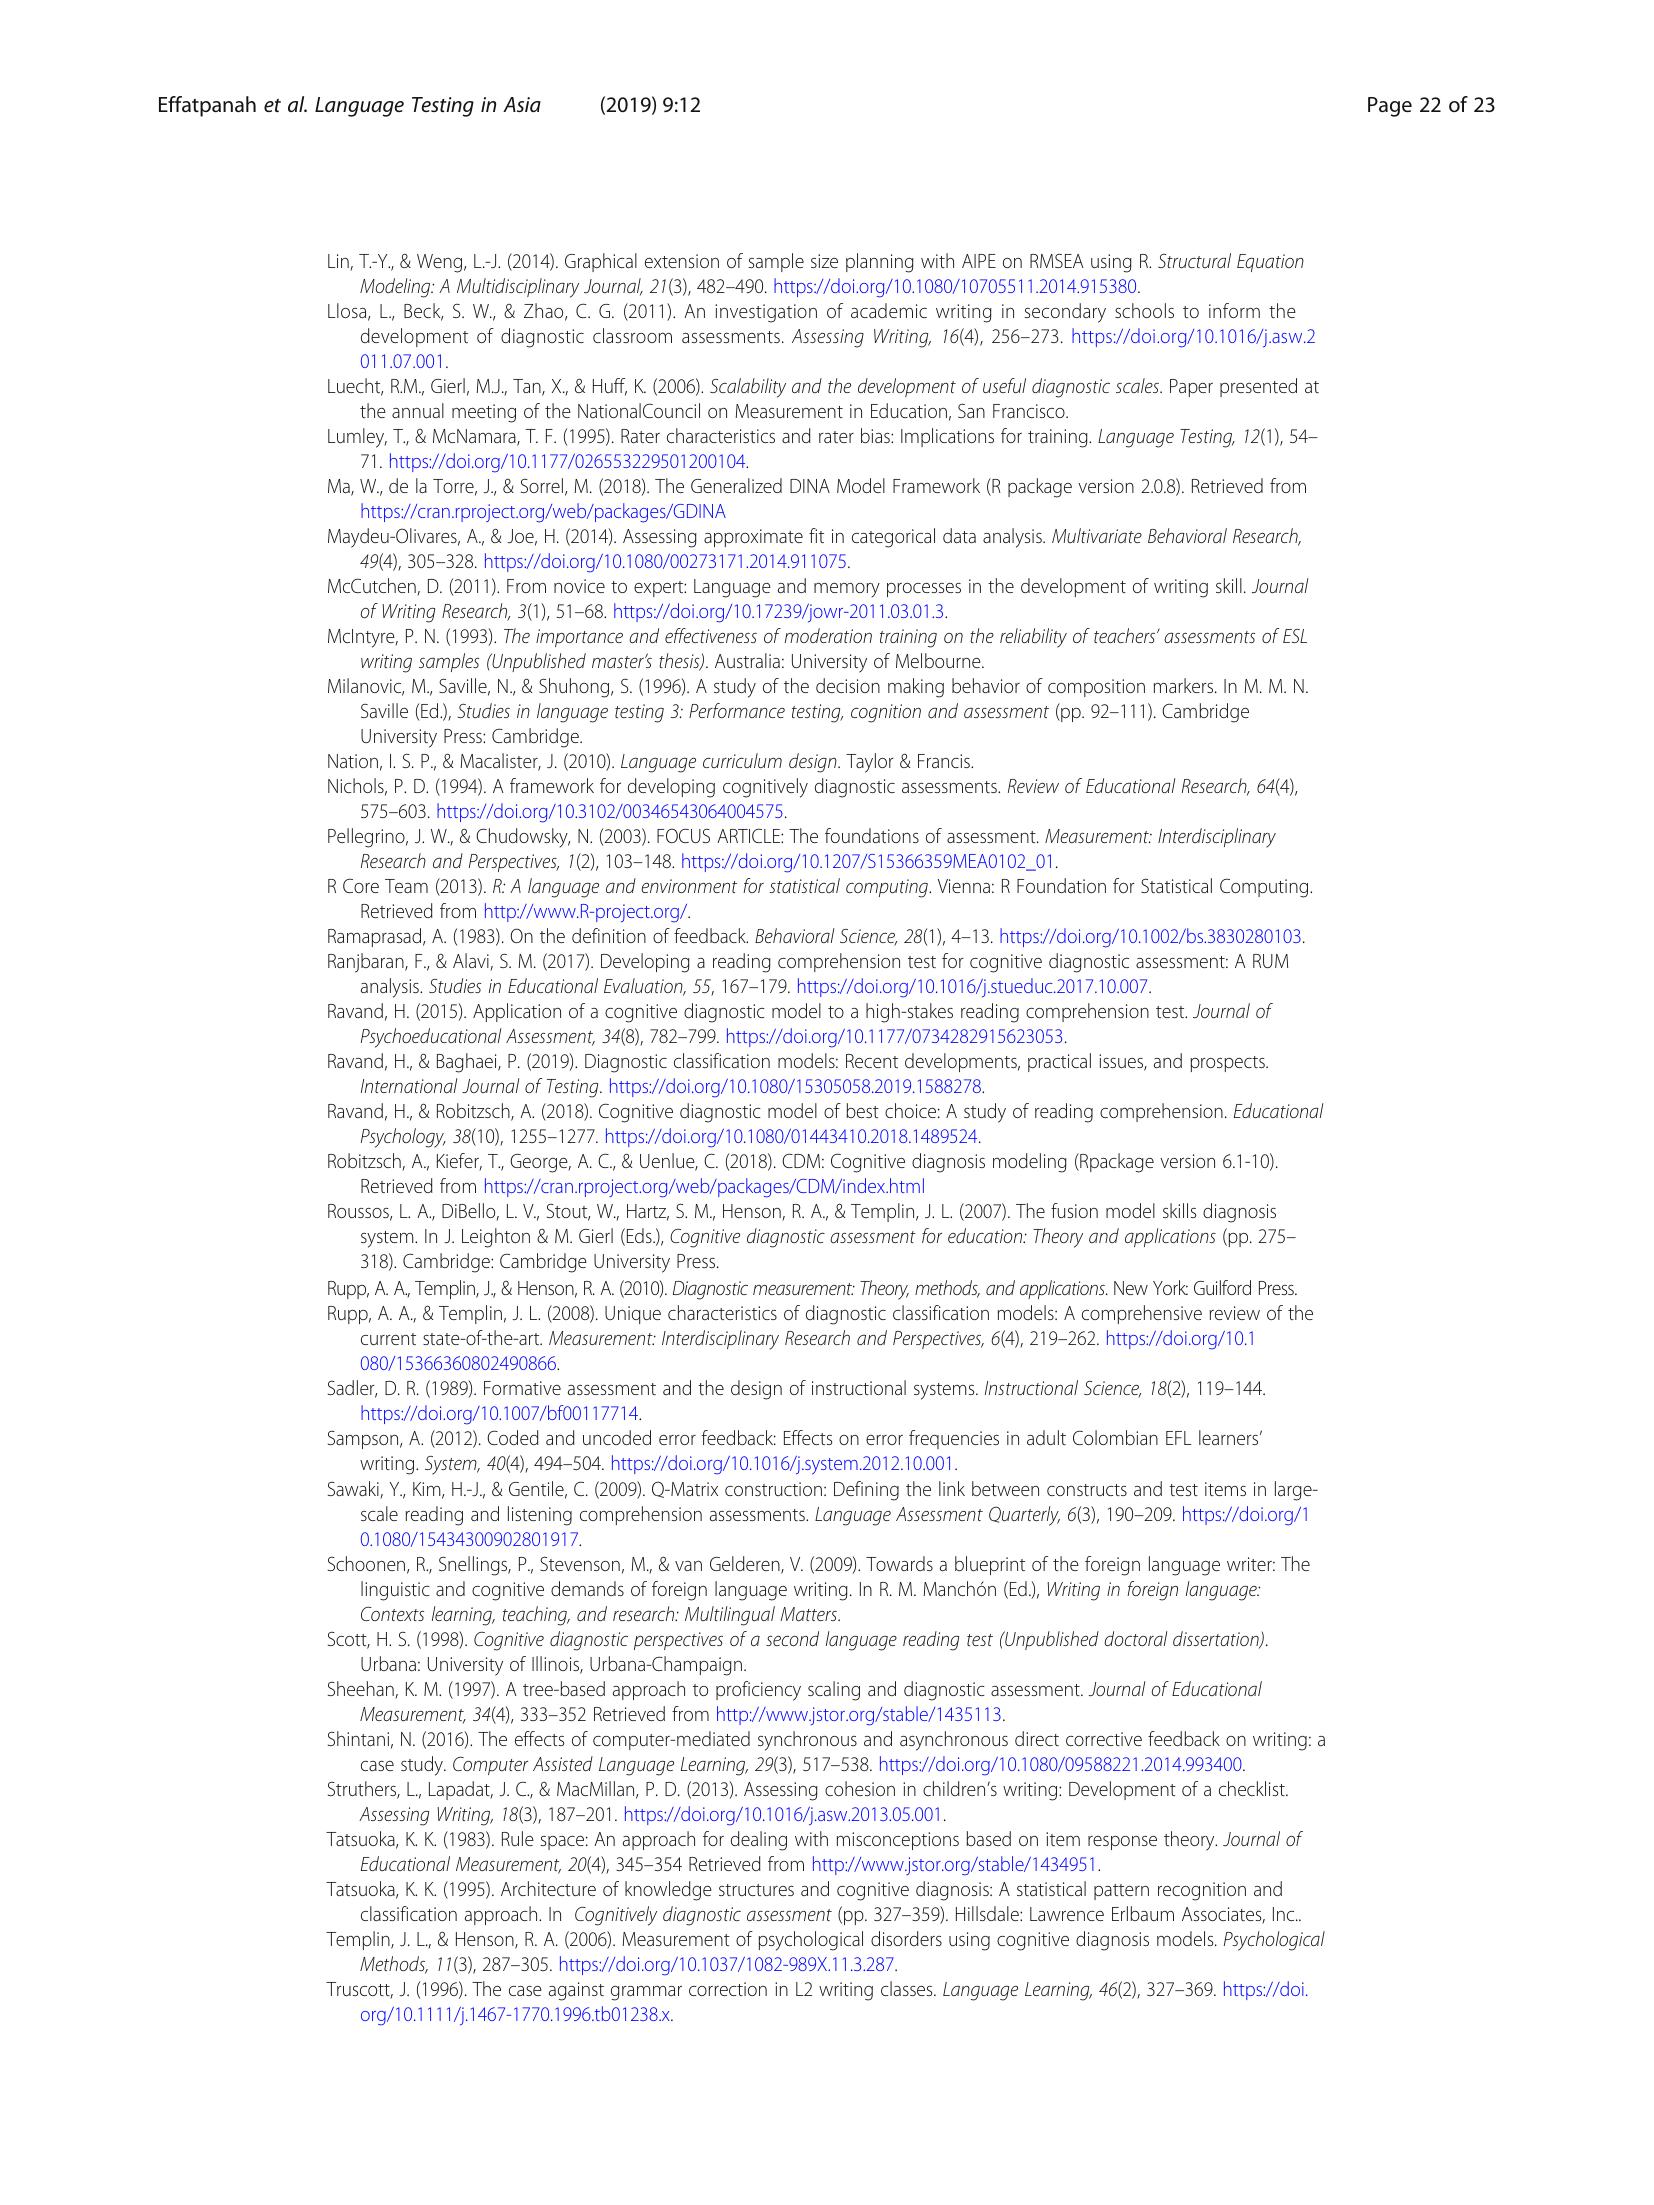 Effatpanah et al. Language Testing in Asia (2019) 9:12 Page 22 of 23
Lin, T.-Y., & Weng, L.-J. (2014). Graphical extension of sample size planning with AIPE on RMSEA using R. Structural Equation
Modeling: A Multidisciplinary Journal, 21(3), 482–490. https://doi.org/10.1080/10705511.2014.915380.
Llosa, L., Beck, S. W., & Zhao, C. G. (2011). An investigation of academic writing in secondary schools to inform the
development of diagnostic classroom assessments. Assessing Writing, 16(4), 256–273. https://doi.org/10.1016/j.asw.2
011.07.001.
Luecht, R.M., Gierl, M.J., Tan, X., & Huff, K. (2006). Scalability and the development of useful diagnostic scales. Paper presented at
the annual meeting of the NationalCouncil on Measurement in Education, San Francisco.
Lumley, T., & McNamara, T. F. (1995). Rater characteristics and rater bias: Implications for training. Language Testing, 12(1), 54–
71. https://doi.org/10.1177/026553229501200104.
Ma, W., de la Torre, J., & Sorrel, M. (2018). The Generalized DINA Model Framework (R package version 2.0.8). Retrieved from
https://cran.rproject.org/web/packages/GDINA
Maydeu-Olivares, A., & Joe, H. (2014). Assessing approximate fit in categorical data analysis. Multivariate Behavioral Research,
49(4), 305–328. https://doi.org/10.1080/00273171.2014.911075.
McCutchen, D. (2011). From novice to expert: Language and memory processes in the development of writing skill. Journal
of Writing Research, 3(1), 51–68. https://doi.org/10.17239/jowr-2011.03.01.3.
McIntyre, P. N. (1993). The importance and effectiveness of moderation training on the reliability of teachers’ assessments of ESL
writing samples (Unpublished master’s thesis). Australia: University of Melbourne.
Milanovic, M., Saville, N., & Shuhong, S. (1996). A study of the decision making behavior of composition markers. In M. M. N.
Saville (Ed.), Studies in language testing 3: Performance testing, cognition and assessment (pp. 92–111). Cambridge
University Press: Cambridge.
Nation, I. S. P., & Macalister, J. (2010). Language curriculum design. Taylor & Francis.
Nichols, P. D. (1994). A framework for developing cognitively diagnostic assessments. Review of Educational Research, 64(4),
575–603. https://doi.org/10.3102/00346543064004575.
Pellegrino, J. W., & Chudowsky, N. (2003). FOCUS ARTICLE: The foundations of assessment. Measurement: Interdisciplinary
Research and Perspectives, 1(2), 103–148. https://doi.org/10.1207/S15366359MEA0102_01.
R Core Team (2013). R: A language and environment for statistical computing. Vienna: R Foundation for Statistical Computing.
Retrieved from http://www.R-project.org/.
Ramaprasad, A. (1983). On the definition of feedback. Behavioral Science, 28(1), 4–13. https://doi.org/10.1002/bs.3830280103.
Ranjbaran, F., & Alavi, S. M. (2017). Developing a reading comprehension test for cognitive diagnostic assessment: A RUM
analysis. Studies in Educational Evaluation, 55, 167–179. https://doi.org/10.1016/j.stueduc.2017.10.007.
Ravand, H. (2015). Application of a cognitive diagnostic model to a high-stakes reading comprehension test. Journal of
Psychoeducational Assessment, 34(8), 782–799. https://doi.org/10.1177/0734282915623053.
Ravand, H., & Baghaei, P. (2019). Diagnostic classification models: Recent developments, practical issues, and prospects.
International Journal of Testing. https://doi.org/10.1080/15305058.2019.1588278.
Ravand, H., & Robitzsch, A. (2018). Cognitive diagnostic model of best choice: A study of reading comprehension. Educational
Psychology, 38(10), 1255–1277. https://doi.org/10.1080/01443410.2018.1489524.
Robitzsch, A., Kiefer, T., George, A. C., & Uenlue, C. (2018). CDM: Cognitive diagnosis modeling (Rpackage version 6.1-10).
Retrieved from https://cran.rproject.org/web/packages/CDM/index.html
Roussos, L. A., DiBello, L. V., Stout, W., Hartz, S. M., Henson, R. A., & Templin, J. L. (2007). The fusion model skills diagnosis
system. In J. Leighton & M. Gierl (Eds.), Cognitive diagnostic assessment for education: Theory and applications (pp. 275–
318). Cambridge: Cambridge University Press.
Rupp, A. A., Templin, J., & Henson, R. A. (2010). Diagnostic measurement: Theory, methods, and applications. New York: Guilford Press.
Rupp, A. A., & Templin, J. L. (2008). Unique characteristics of diagnostic classification models: A comprehensive review of the
current state-of-the-art. Measurement: Interdisciplinary Research and Perspectives, 6(4), 219–262. https://doi.org/10.1
080/15366360802490866.
Sadler, D. R. (1989). Formative assessment and the design of instructional systems. Instructional Science, 18(2), 119–144.
https://doi.org/10.1007/bf00117714.
Sampson, A. (2012). Coded and uncoded error feedback: Effects on error frequencies in adult Colombian EFL learners’
writing. System, 40(4), 494–504. https://doi.org/10.1016/j.system.2012.10.001.
Sawaki, Y., Kim, H.-J., & Gentile, C. (2009). Q-Matrix construction: Defining the link between constructs and test items in large-
scale reading and listening comprehension assessments. Language Assessment Quarterly, 6(3), 190–209. https://doi.org/1
0.1080/15434300902801917.
Schoonen, R., Snellings, P., Stevenson, M., & van Gelderen, V. (2009). Towards a blueprint of the foreign language writer: The
linguistic and cognitive demands of foreign language writing. In R. M. Manchón (Ed.), Writing in foreign language:
Contexts learning, teaching, and research: Multilingual Matters.
Scott, H. S. (1998). Cognitive diagnostic perspectives of a second language reading test (Unpublished doctoral dissertation).
Urbana: University of Illinois, Urbana-Champaign.
Sheehan, K. M. (1997). A tree-based approach to proficiency scaling and diagnostic assessment. Journal of Educational
Measurement, 34(4), 333–352 Retrieved from http://www.jstor.org/stable/1435113.
Shintani, N. (2016). The effects of computer-mediated synchronous and asynchronous direct corrective feedback on writing: a
case study. Computer Assisted Language Learning, 29(3), 517–538. https://doi.org/10.1080/09588221.2014.993400.
Struthers, L., Lapadat, J. C., & MacMillan, P. D. (2013). Assessing cohesion in children’s writing: Development of a checklist.
Assessing Writing, 18(3), 187–201. https://doi.org/10.1016/j.asw.2013.05.001.
Tatsuoka, K. K. (1983). Rule space: An approach for dealing with misconceptions based on item response theory. Journal of
Educational Measurement, 20(4), 345–354 Retrieved from http://www.jstor.org/stable/1434951.
Tatsuoka, K. K. (1995). Architecture of knowledge structures and cognitive diagnosis: A statistical pattern recognition and
classification approach. In Cognitively diagnostic assessment (pp. 327–359). Hillsdale: Lawrence Erlbaum Associates, Inc..
Templin, J. L., & Henson, R. A. (2006). Measurement of psychological disorders using cognitive diagnosis models. Psychological
Methods, 11(3), 287–305. https://doi.org/10.1037/1082-989X.11.3.287.
Truscott, J. (1996). The case against grammar correction in L2 writing classes. Language Learning, 46(2), 327–369. https://doi.
org/10.1111/j.1467-1770.1996.tb01238.x.